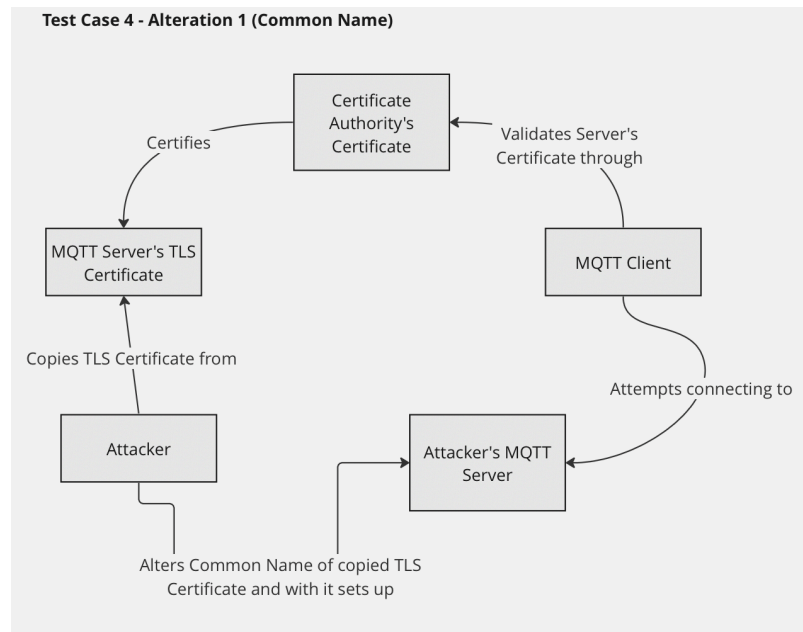 Test Case 4 - Alteration 1 (Common Name)
Certificate
Authority's
Certificate
Certifies
Validates Server's
Certificate through
MQTT Server's TLS
Certificate
MQTT Client
Copies TLS Certificate from
Attempts connecting to
Attacker
Attacker's MQTT
Server
Alters Common Name of copied TLS
Certificate and with it sets up